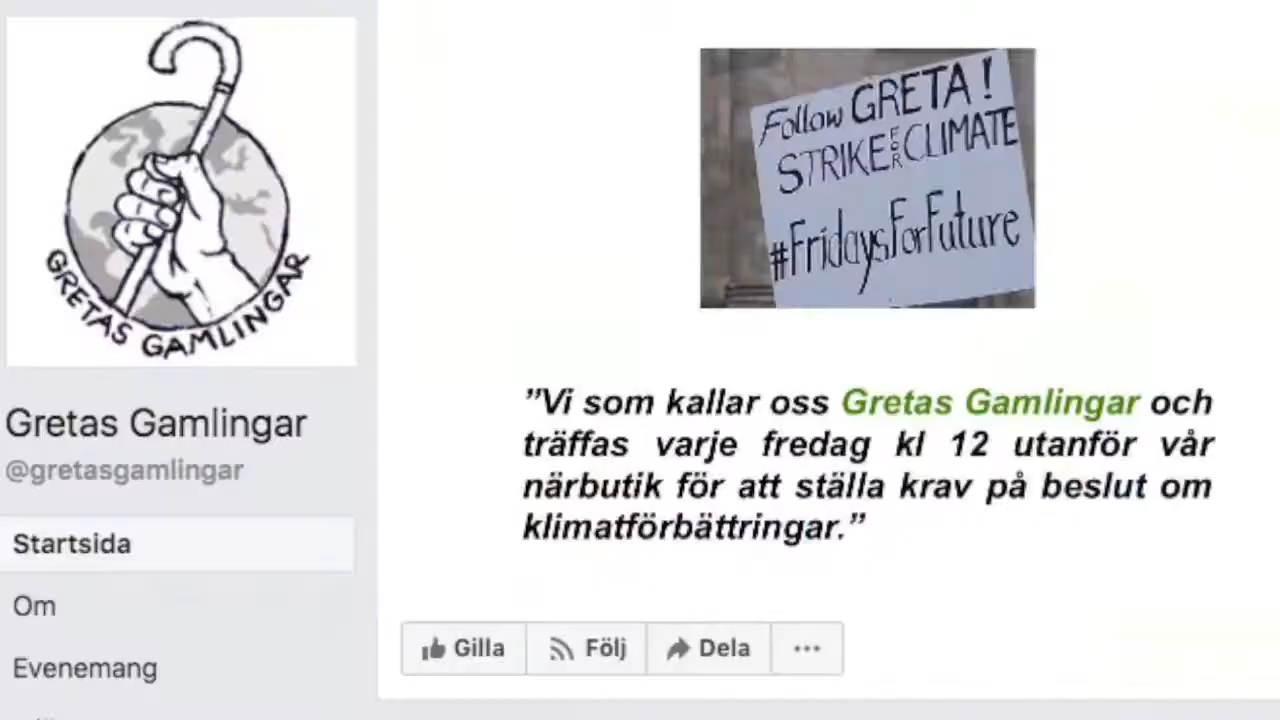 GRETAS GAMLINGAR
Gretas Gamlingar
@gretasgamlingar
Startsida
Om
Evenemang
Follow GRETA!
STRIKE FOR CLIMATE
#FridaysForFuture
”Vi som kallar oss Gretas Gamlingar och
träffas varje fredag kl 12 utanför vår
närbutik för att ställa krav på beslut om
klimatförbättringar.”
Gilla Följ Dela ...